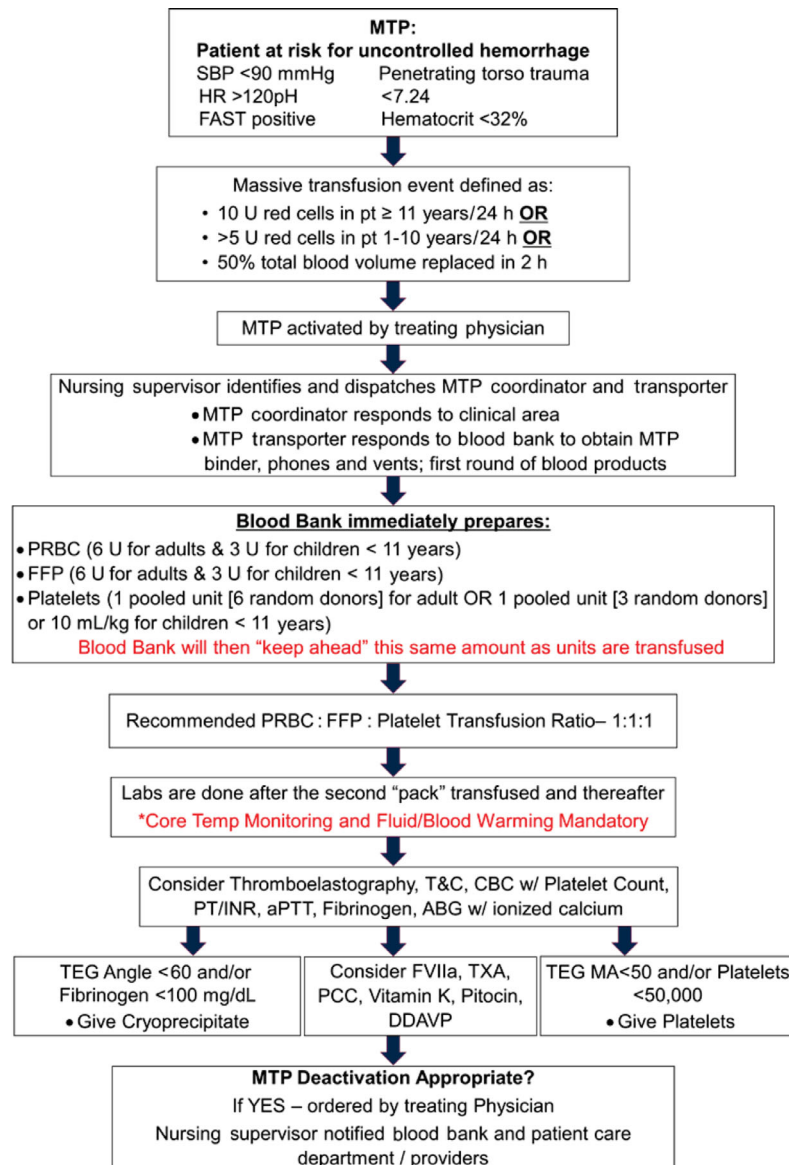 MTP:
Patient at risk for uncontrolled hemorrhage
SBP <90 mmHg Penetrating torso trauma
HR >120pH <7.24
FAST positive Hematocrit <32%
Massive transfusion event defined as:
• 10 U red cells in pt ≥ 11 years/24 h OR
• >5 U red cells in pt 1-10 years/24 h OR
• 50% total blood volume replaced in 2 h
MTP activated by treating physician
Nursing supervisor identifies and dispatches MTP coordinator and transporter
• MTP coordinator responds to clinical area
• MTP transporter responds to blood bank to obtain MTP
binder, phones and vents; first round of blood products
Blood Bank immediately prepares:
• PRBC (6 U for adults & 3 U for children < 11 years)
• FFP (6 U for adults & 3 U for children < 11 years)
• Platelets (1 pooled unit [6 random donors] for adult OR 1 pooled unit [3 random donors]
or 10 mL/kg for children < 11 years)
Blood Bank will then “keep ahead” this same amount as units are transfused
Recommended PRBC : FFP : Platelet Transfusion Ratio– 1:1:1
Labs are done after the second “pack” transfused and thereafter
*Core Temp Monitoring and Fluid/Blood Warming Mandatory
Consider Thromboelastography, T&C, CBC w/ Platelet Count,
PT/INR, aPTT, Fibrinogen, ABG w/ ionized calcium
TEG Angle <60 and/or
Fibrinogen <100 mg/dL
• Give Cryoprecipitate
Consider FVIIa, TXA,
PCC, Vitamin K, Pitocin,
DDAVP
TEG MA<50 and/or Platelets
<50,000
• Give Platelets
MTP Deactivation Appropriate?
If YES – ordered by treating Physician
Nursing supervisor notified blood bank and patient care
department / providers